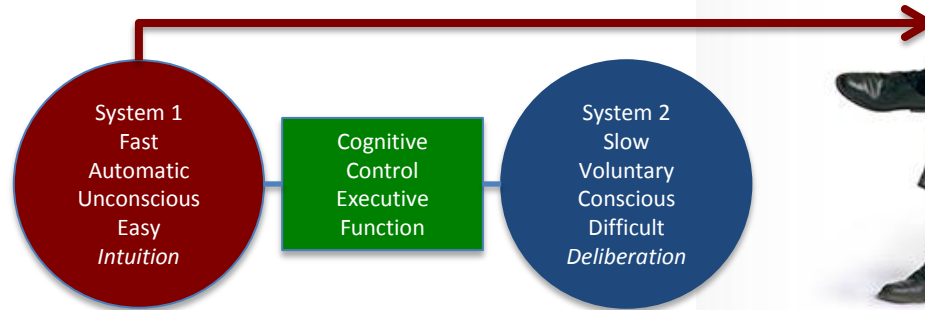 System 1
Fast
Automatic
Unconscious
Easy
Intuition
Cognitive
Control
Executive
Function
System 2
Slow
Voluntary
Conscious
Difficult
Deliberation